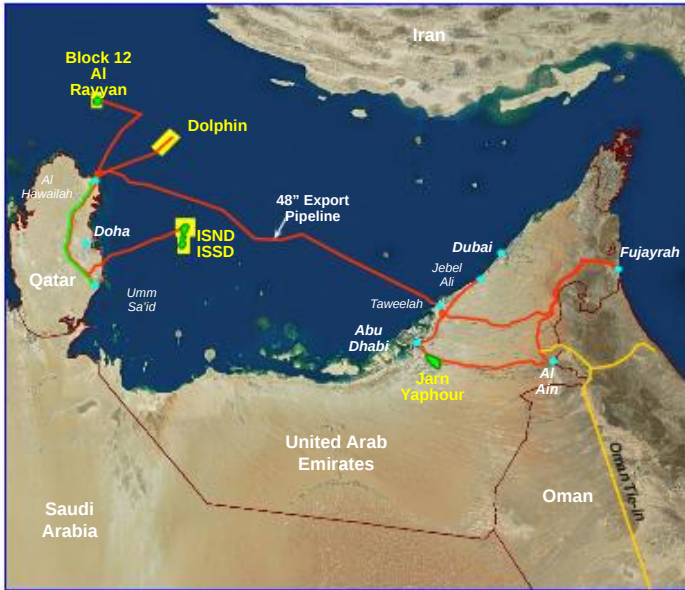 Iran
Block 12
Al
Rayyan
Dolphin
Al
Hawailah
48” Export
Pipeline
Doha
ISND
ISSD
Dubai
Fujayrah
Qatar
Jebel
Ali
Umm
Sa’id
Taweelah
Abu
Dhabi
Jarn
Yaphour
Al
Ain
United Arab
Emirates
Oman Tie-in
Oman
Saudi
Arabia